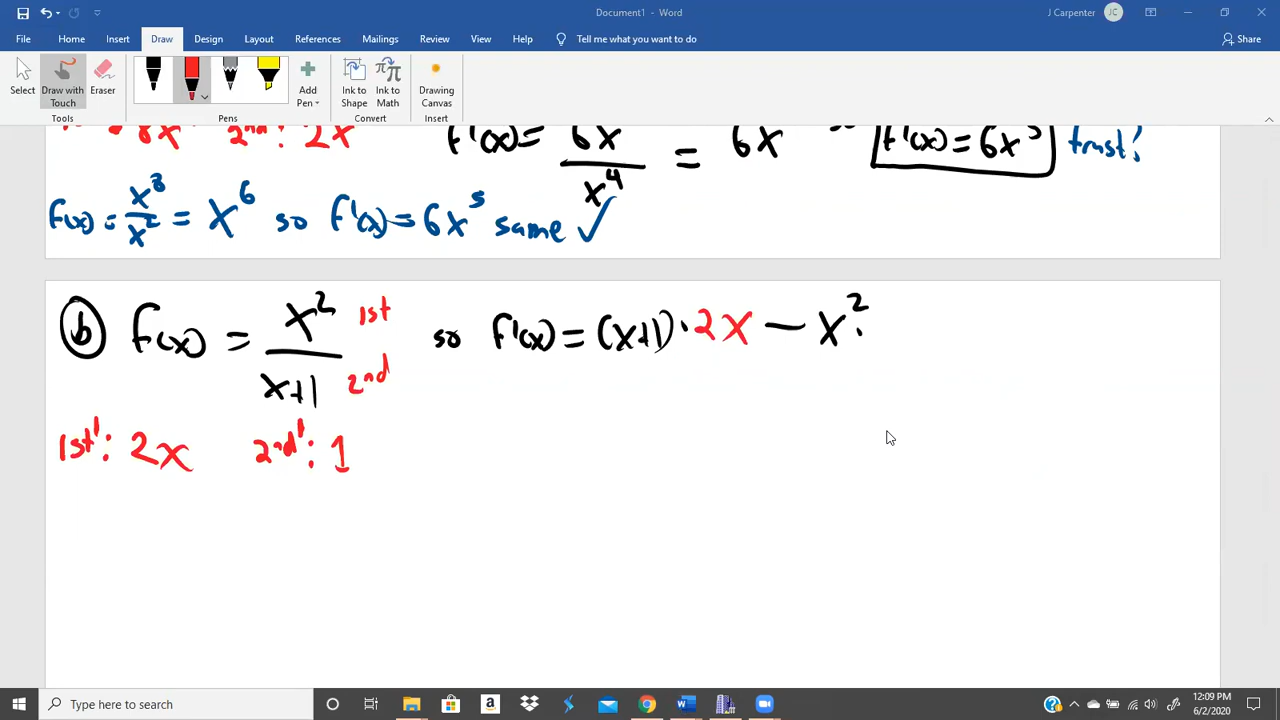 Document1 - Word
J Carpenter JC
File Home Insert Draw Design Layout References Mailings Review View Help Tell me what you want to do Share
Select Draw with Touch Eraser Add Pen Ink to Shape Ink to Math Drawing Canvas
Tools Pens Convert Insert
2nd': 2x f'(x) = 6x / x⁴ = 6x so f'(x) = 6x⁵ trust?
f(x) = x⁸/x² = x⁶ so f'(x) = 6x⁵ same ✓
(b) f(x) = x² / x+1 1st 2nd so f'(x) = (x+1) · 2x − x² ·
1st': 2x 2nd': 1
Type here to search
12:09 PM
6/2/2020